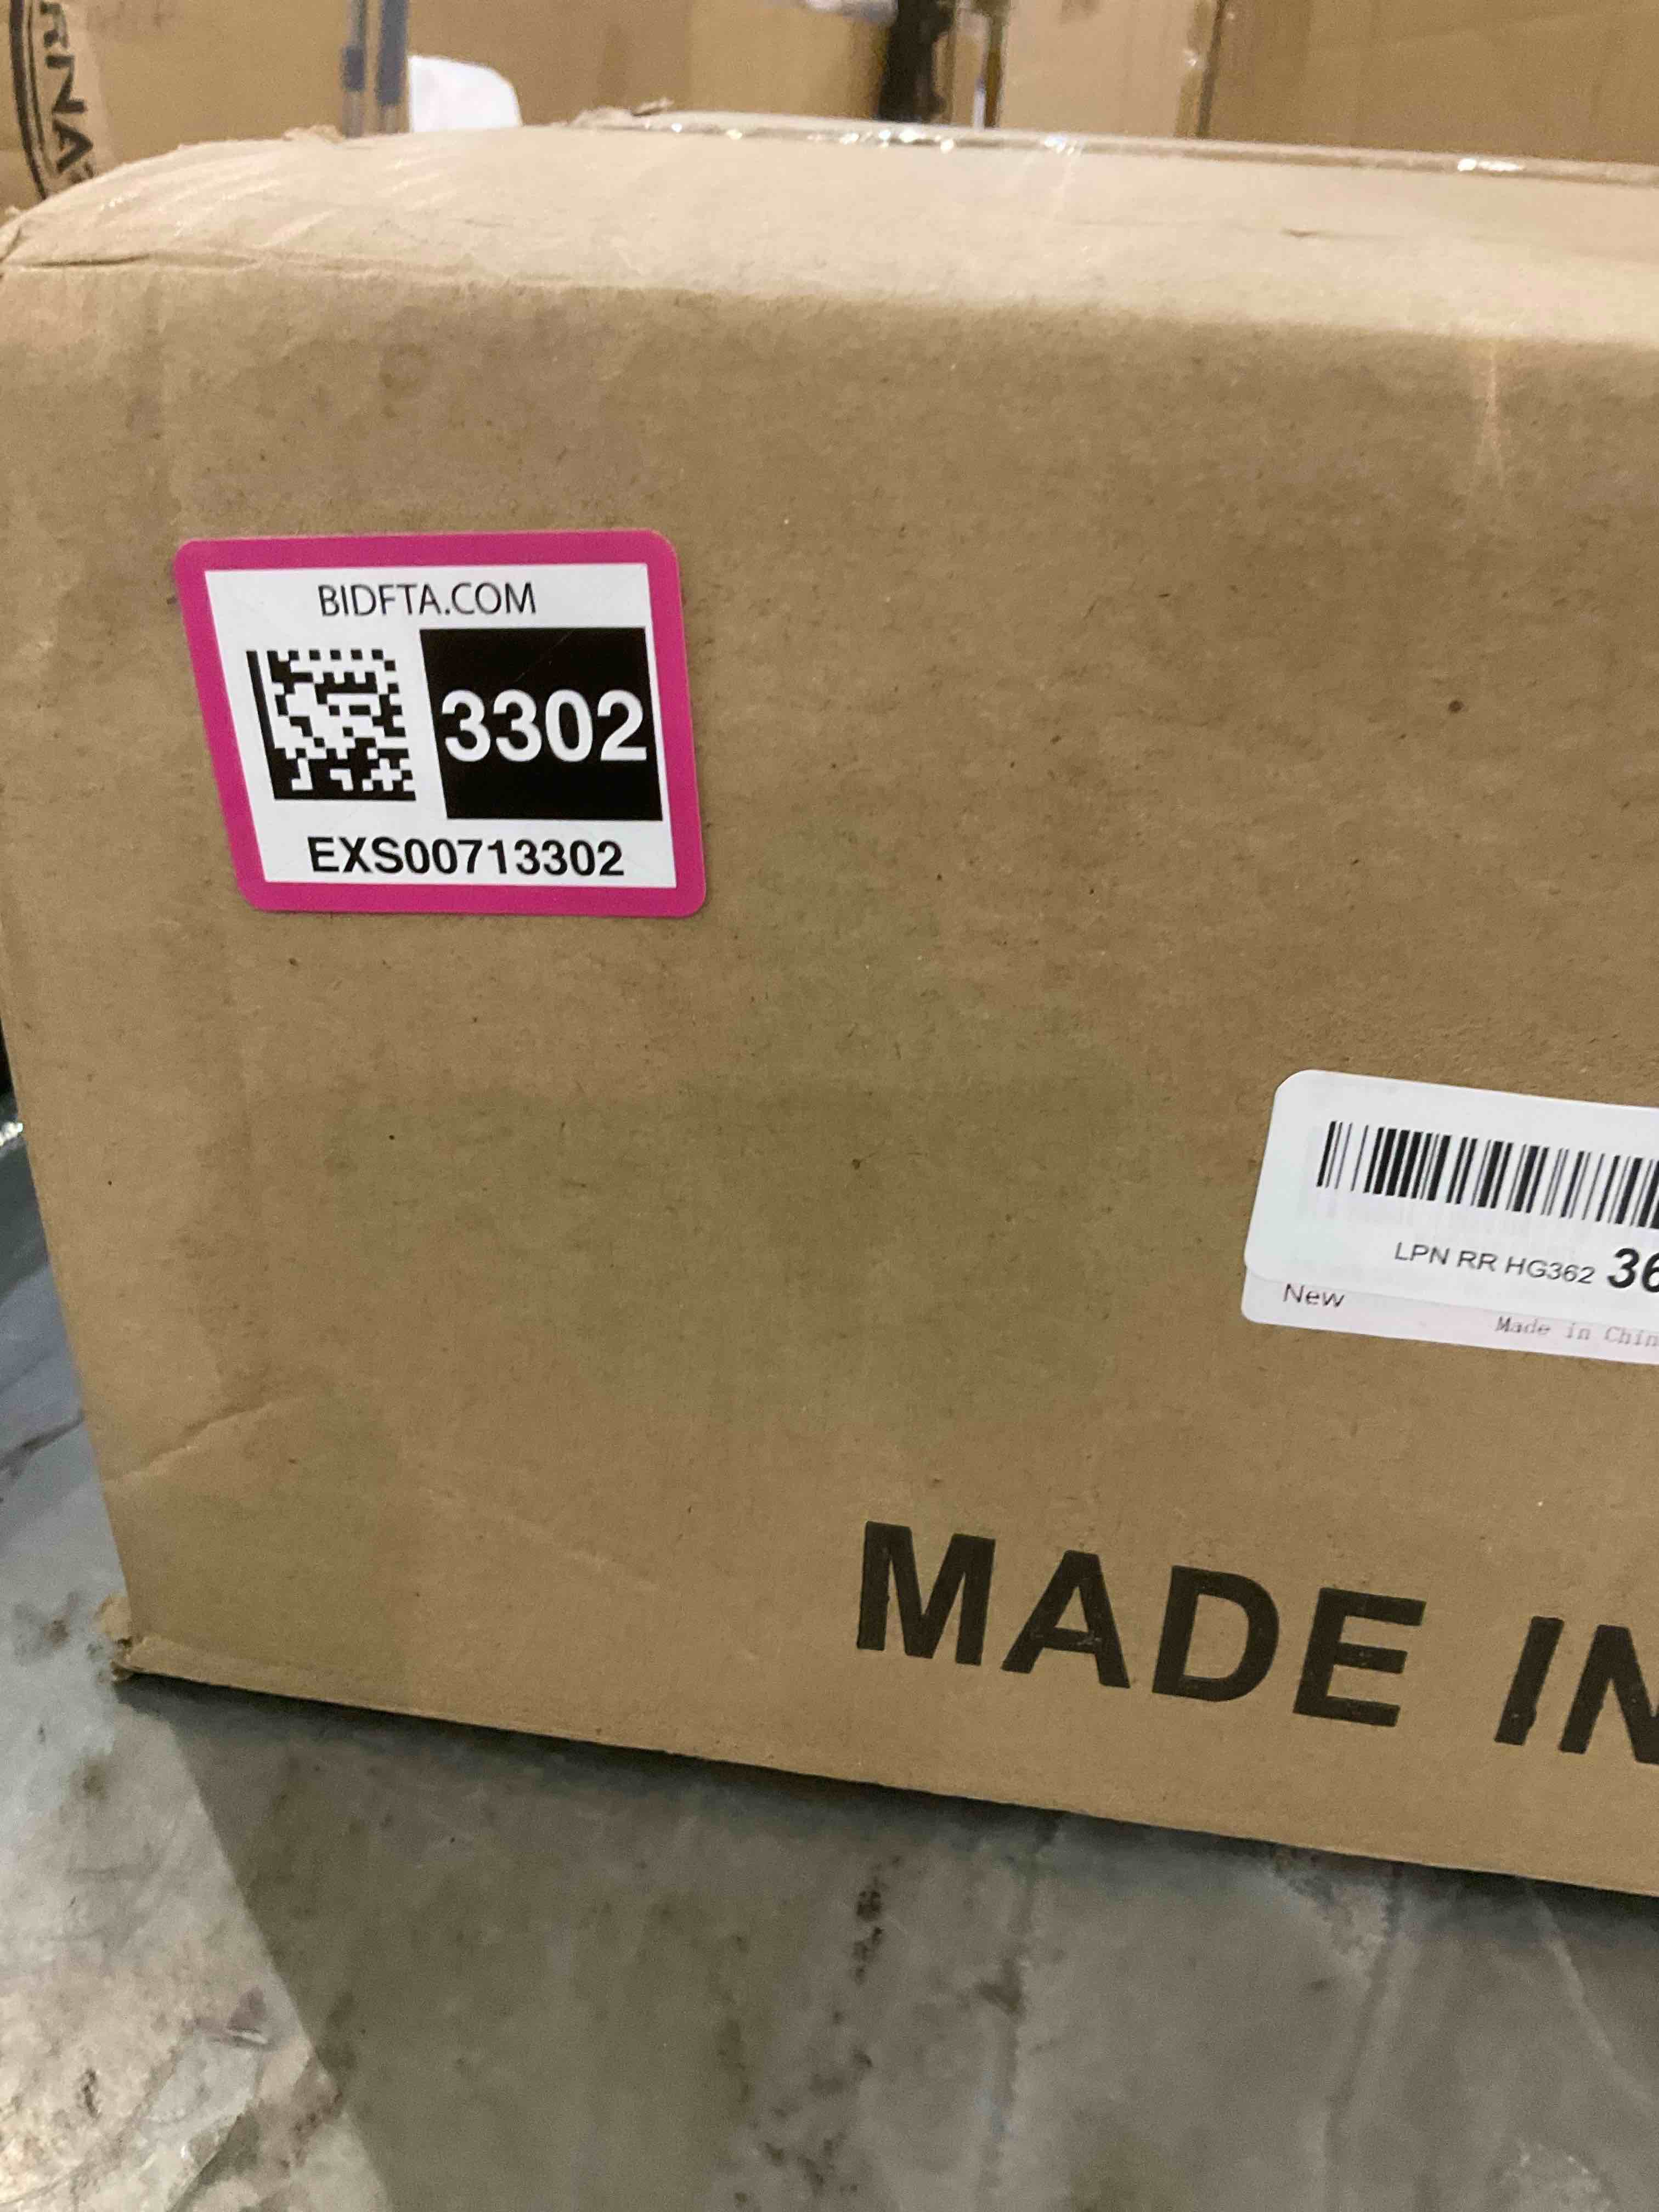 BIDFTA.COM
3302
EXS00713302
LPN RR HG362 36
New
Made in Chin
MADE IN